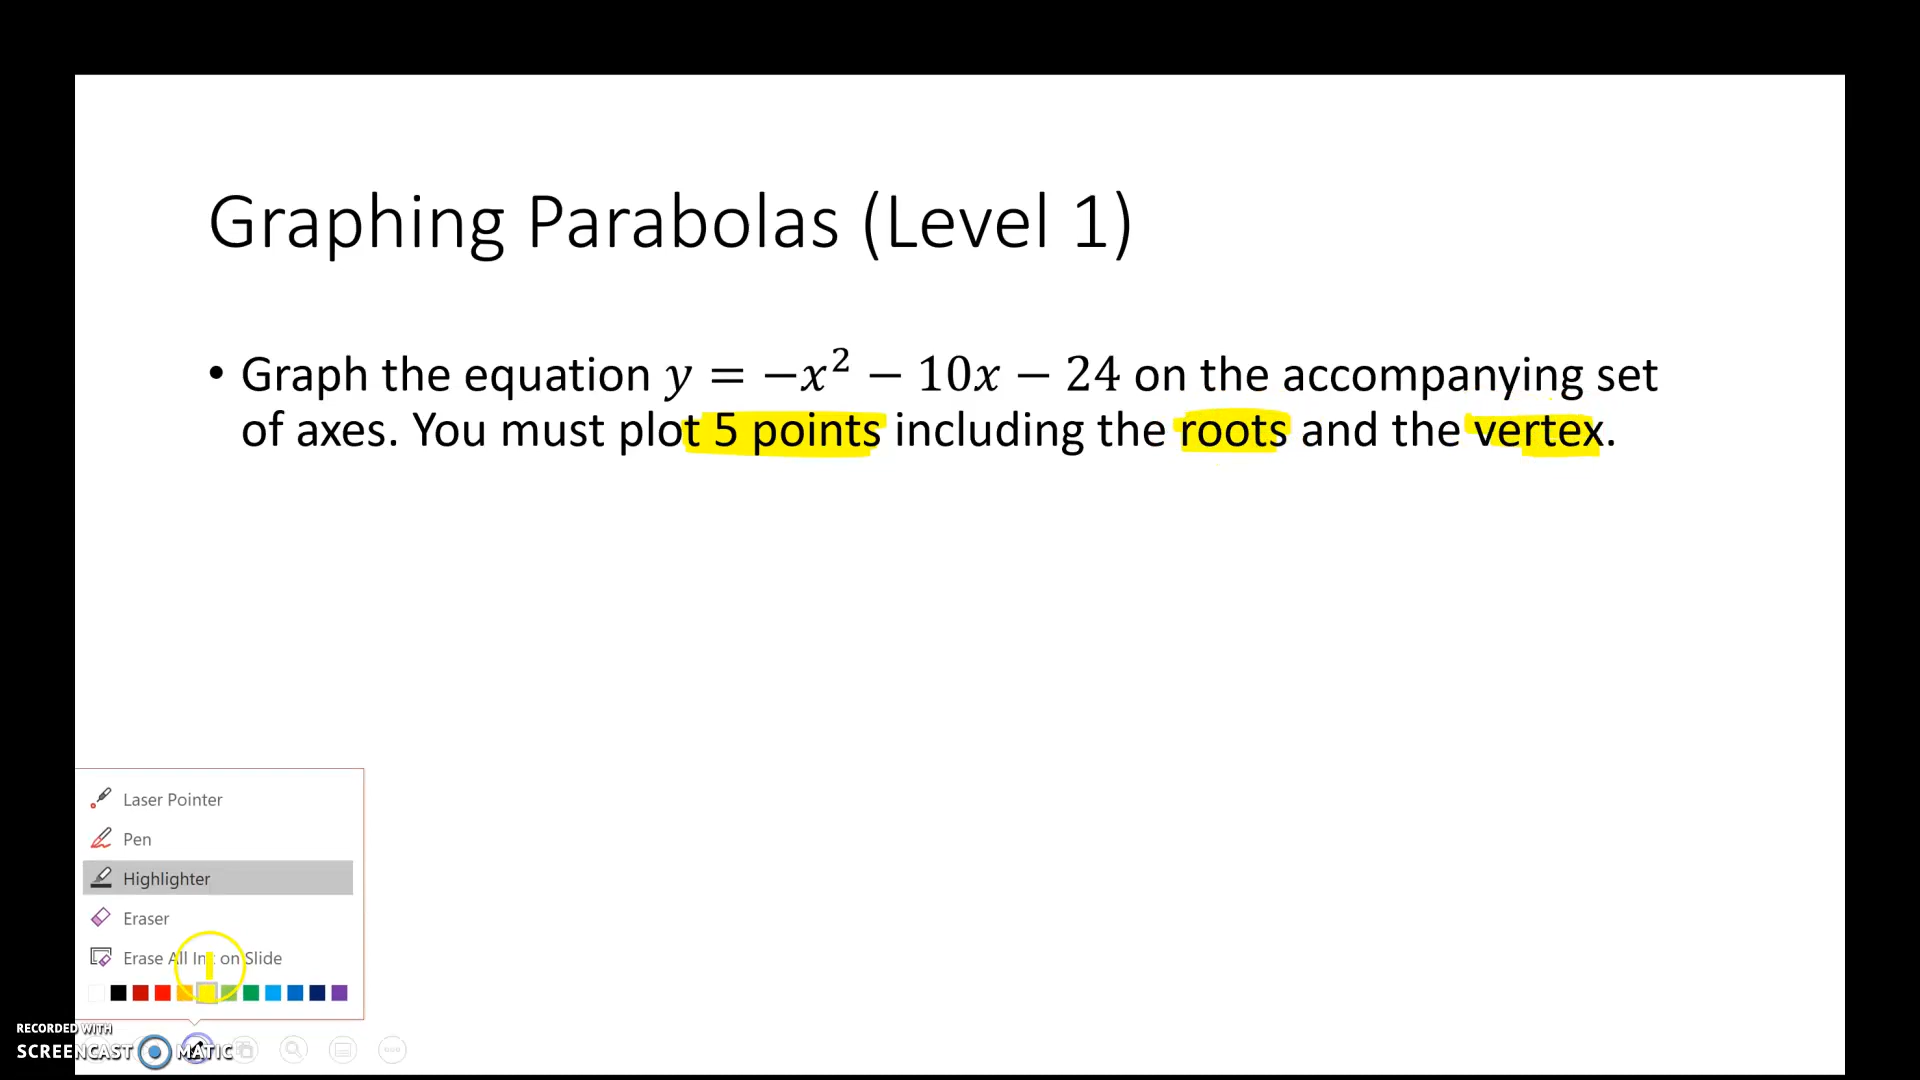 Graphing Parabolas (Level 1)
• Graph the equation y = −x² − 10x − 24 on the accompanying set
of axes. You must plot 5 points including the roots and the vertex.
Laser Pointer
Pen
Highlighter
Eraser
Erase All Ink on Slide
RECORDED WITH
SCREENCAST MATIC